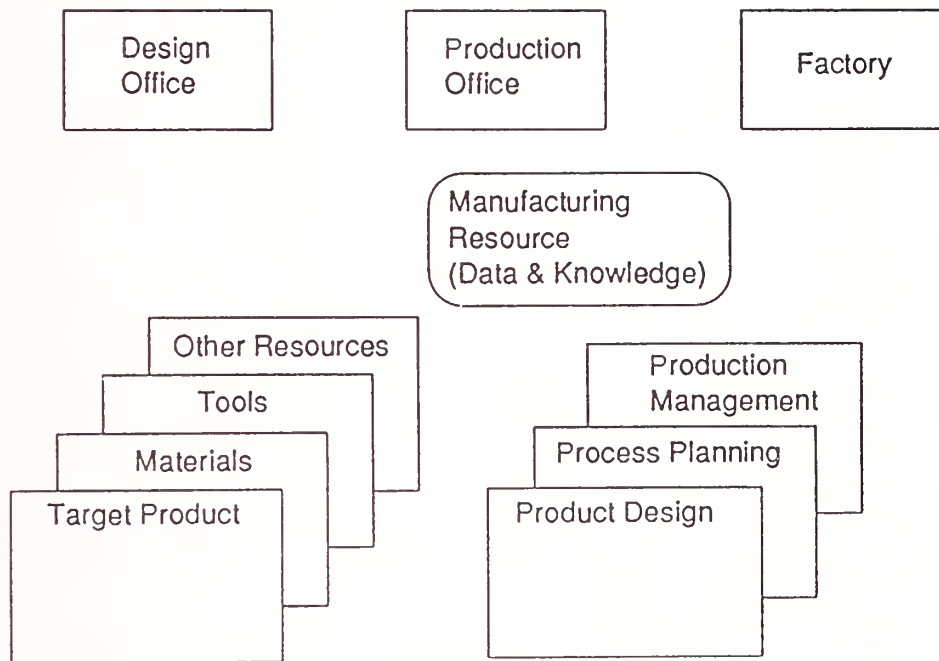 Design
Office
Production
Office
Factory
Manufacturing
Resource
(Data & Knowledge)
Other Resources
Tools
Materials
Target Product
Production
Management
Process Planning
Product Design